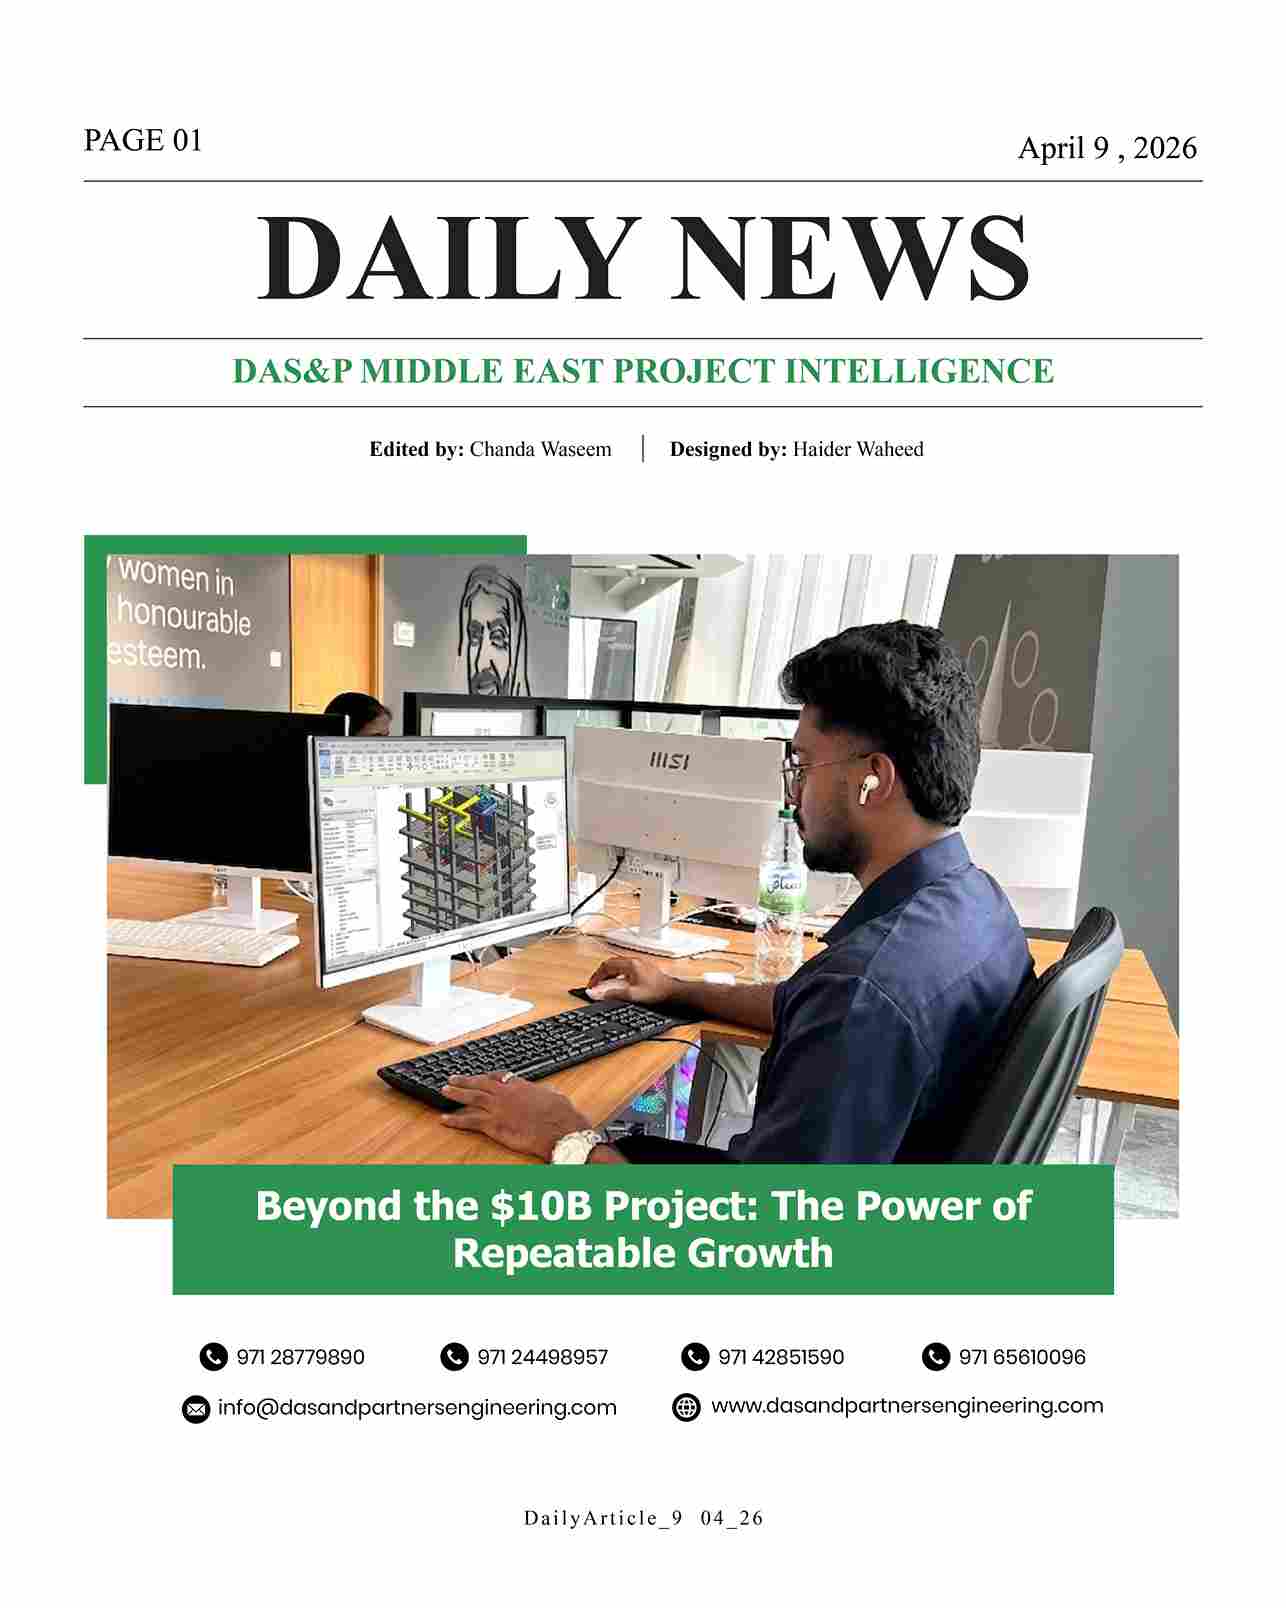 PAGE 01
April 9 , 2026
DAILY NEWS
DAS&P MIDDLE EAST PROJECT INTELLIGENCE
Edited by: Chanda Waseem
Designed by: Haider Waheed
women in
honourable
esteem.
msi
Beyond the $10B Project: The Power of
Repeatable Growth
971 28779890
971 24498957
971 42851590
971 65610096
info@dasandpartnersengineering.com
www.dasandpartnersengineering.com
DailyArticle_9 04_26